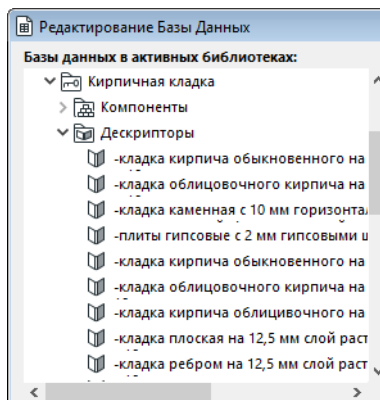 Редактирование Базы Данных
Базы данных в активных библиотеках:
Кирпичная кладка
Компоненты
Дескрипторы
-кладка кирпича обыкновенного на
-кладка облицовочного кирпича на
-кладка каменная с 10 мм горизонта
-плиты гипсовые с 2 мм гипсовыми ш
-кладка кирпича обыкновенного на
-кладка облицовочного кирпича на
-кладка кирпича облицивочного на
-кладка плоская на 12,5 мм слой раст
-кладка ребром на 12,5 мм слой раст